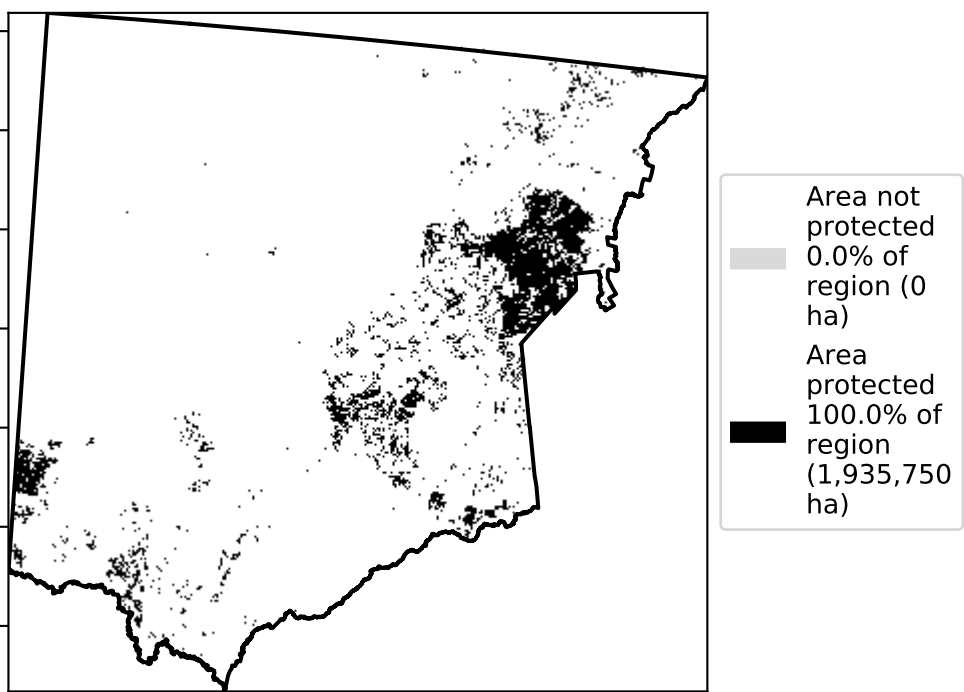 Area not
protected
0.0% of
region (0
ha)
Area
protected
100.0% of
region
(1,935,750
ha)